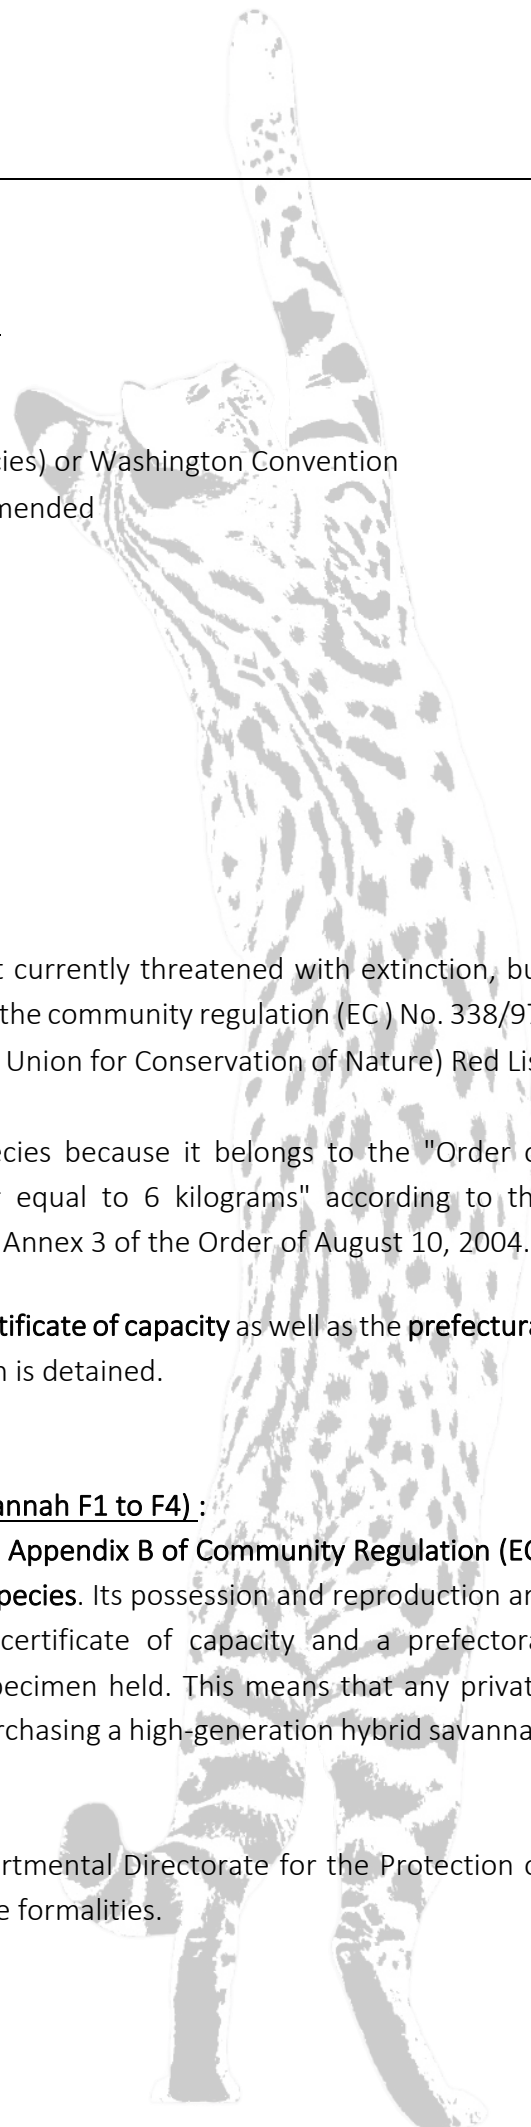 cies) or Washington Convention
mended
t currently threatened with extinction, bu
the community regulation (EC ) No. 338/97
Union for Conservation of Nature) Red Lis
ecies because it belongs to the "Order o
r equal to 6 kilograms" according to th
Annex 3 of the Order of August 10, 2004.
tificate of capacity as well as the prefectura
n is detained.
annah F1 to F4) :
Appendix B of Community Regulation (EC
pecies. Its possession and reproduction ar
certificate of capacity and a prefectora
pecimen held. This means that any privat
rchasing a high-generation hybrid savanna
rtmental Directorate for the Protection o
e formalities.